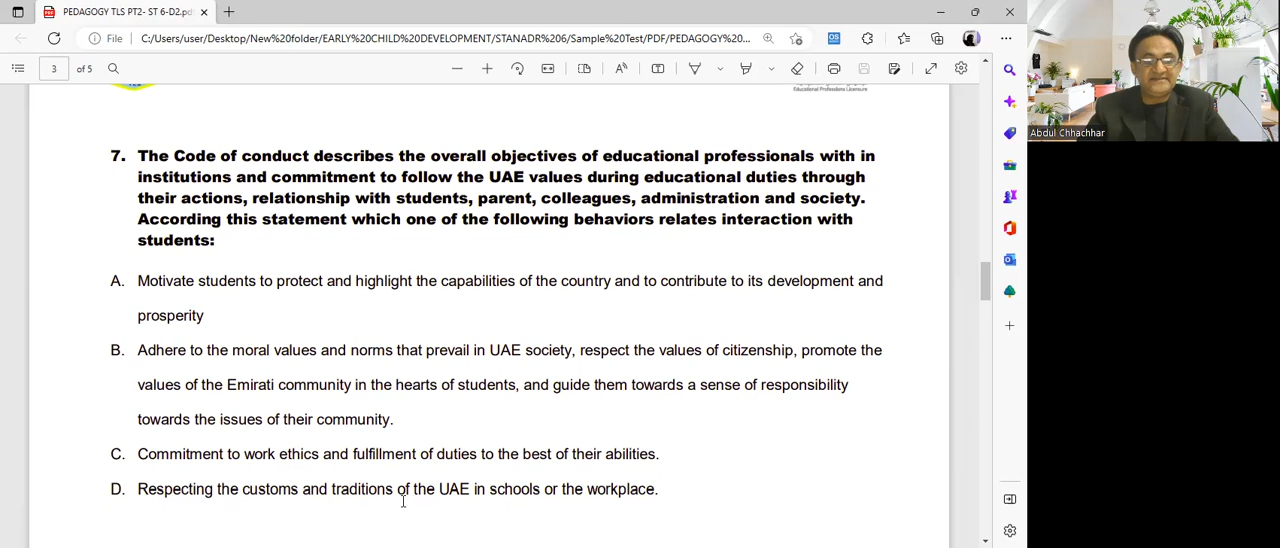 PEDAGOGY TLS PT2- ST 6-D2.pdf
File C:/Users/user/Desktop/New%20folder/EARLY%20CHILD%20DEVELOPMENT/STANADR%206/Sample%20Test/PDF/PEDAGOGY%20...
3 of 5
Educational Professions Licensure
Abdul Chhachhar
7. The Code of conduct describes the overall objectives of educational professionals with in
institutions and commitment to follow the UAE values during educational duties through
their actions, relationship with students, parent, colleagues, administration and society.
According this statement which one of the following behaviors relates interaction with
students:
A. Motivate students to protect and highlight the capabilities of the country and to contribute to its development and
prosperity
B. Adhere to the moral values and norms that prevail in UAE society, respect the values of citizenship, promote the
values of the Emirati community in the hearts of students, and guide them towards a sense of responsibility
towards the issues of their community.
C. Commitment to work ethics and fulfillment of duties to the best of their abilities.
D. Respecting the customs and traditions of the UAE in schools or the workplace.